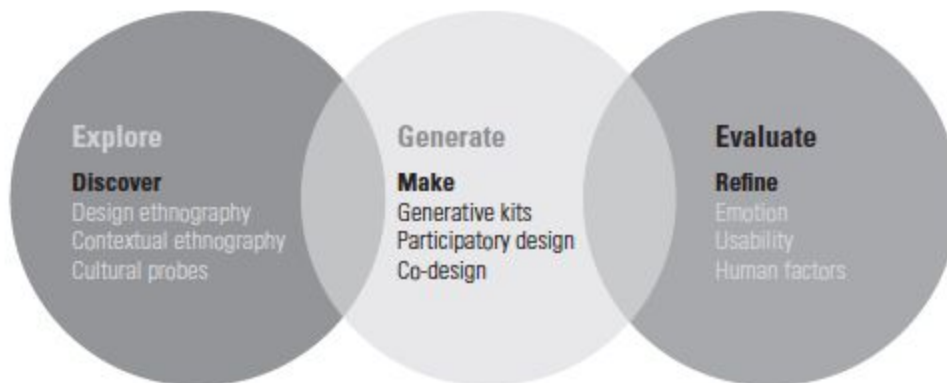 Explore
Discover
Design ethnography
Contextual ethnography
Cultural probes
Generate
Make
Generative kits
Participatory design
Co-design
Evaluate
Refine
Emotion
Usability
Human factors